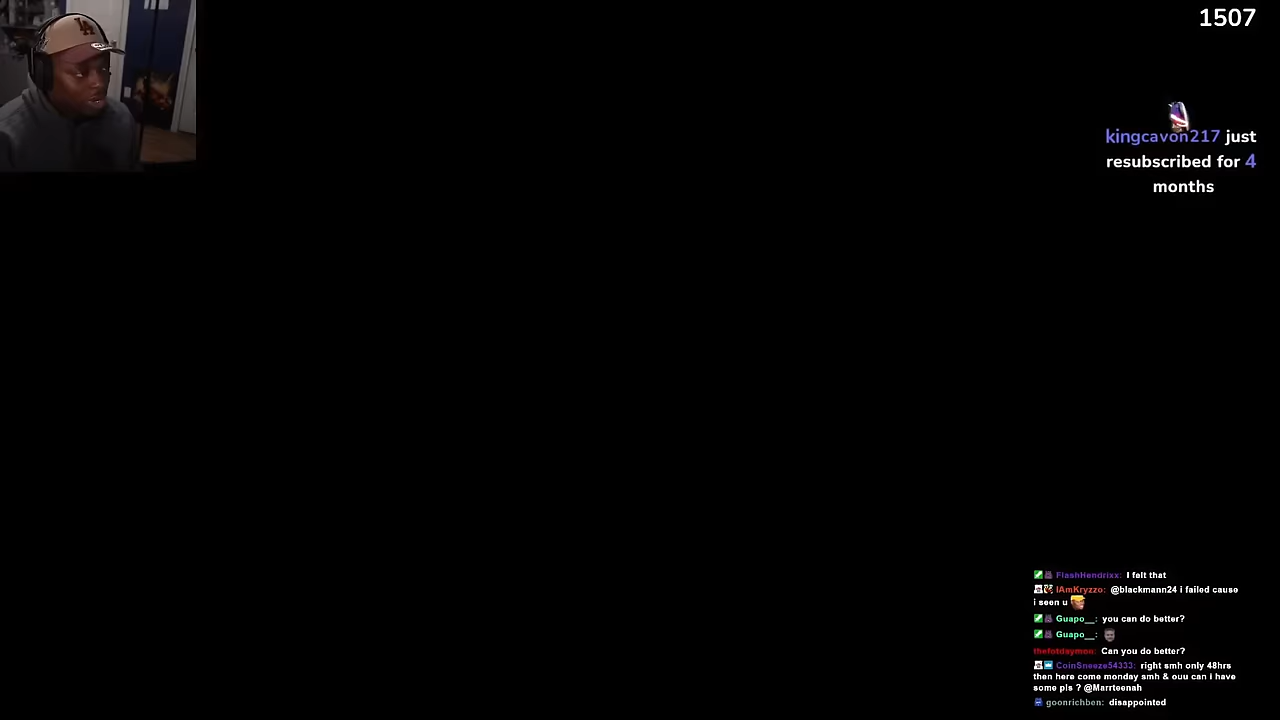 1507
kingcavon217 just
resubscribed for 4
months
LA
FlashHendrixx: I felt that
IAmKryzzo: @blackmann24 i failed cause
i seen u
Guapo__: you can do better?
Guapo__:
thefotdaymon: Can you do better?
CoinSneeze54333: right smh only 48hrs
then here come monday smh & ouu can i have
some pls ? @Marrteenah
goonrichben: disappointed